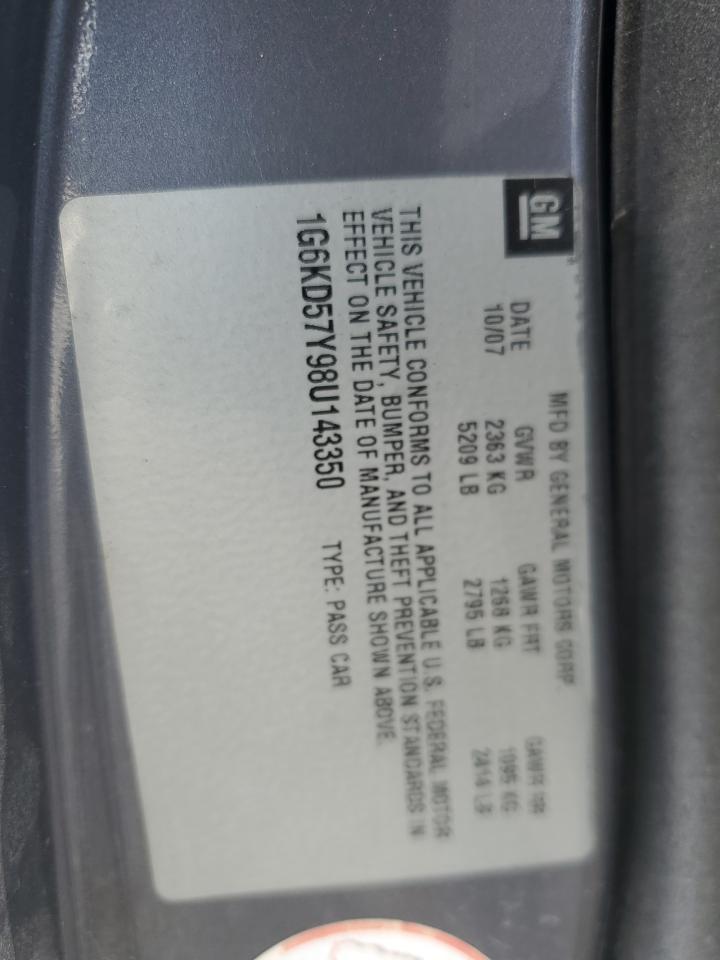 GM
MFD BY GENERAL MOTORS CORP.
DATE GVWR GAWR FRT GAWR RR
10/07 2363 KG 1268 KG 1095 KG
5209 LB 2795 LB 2414 LB
THIS VEHICLE CONFORMS TO ALL APPLICABLE U.S. FEDERAL MOTOR
VEHICLE SAFETY, BUMPER, AND THEFT PREVENTION STANDARDS IN
EFFECT ON THE DATE OF MANUFACTURE SHOWN ABOVE.
1G6KD57Y98U143350 TYPE: PASS CAR